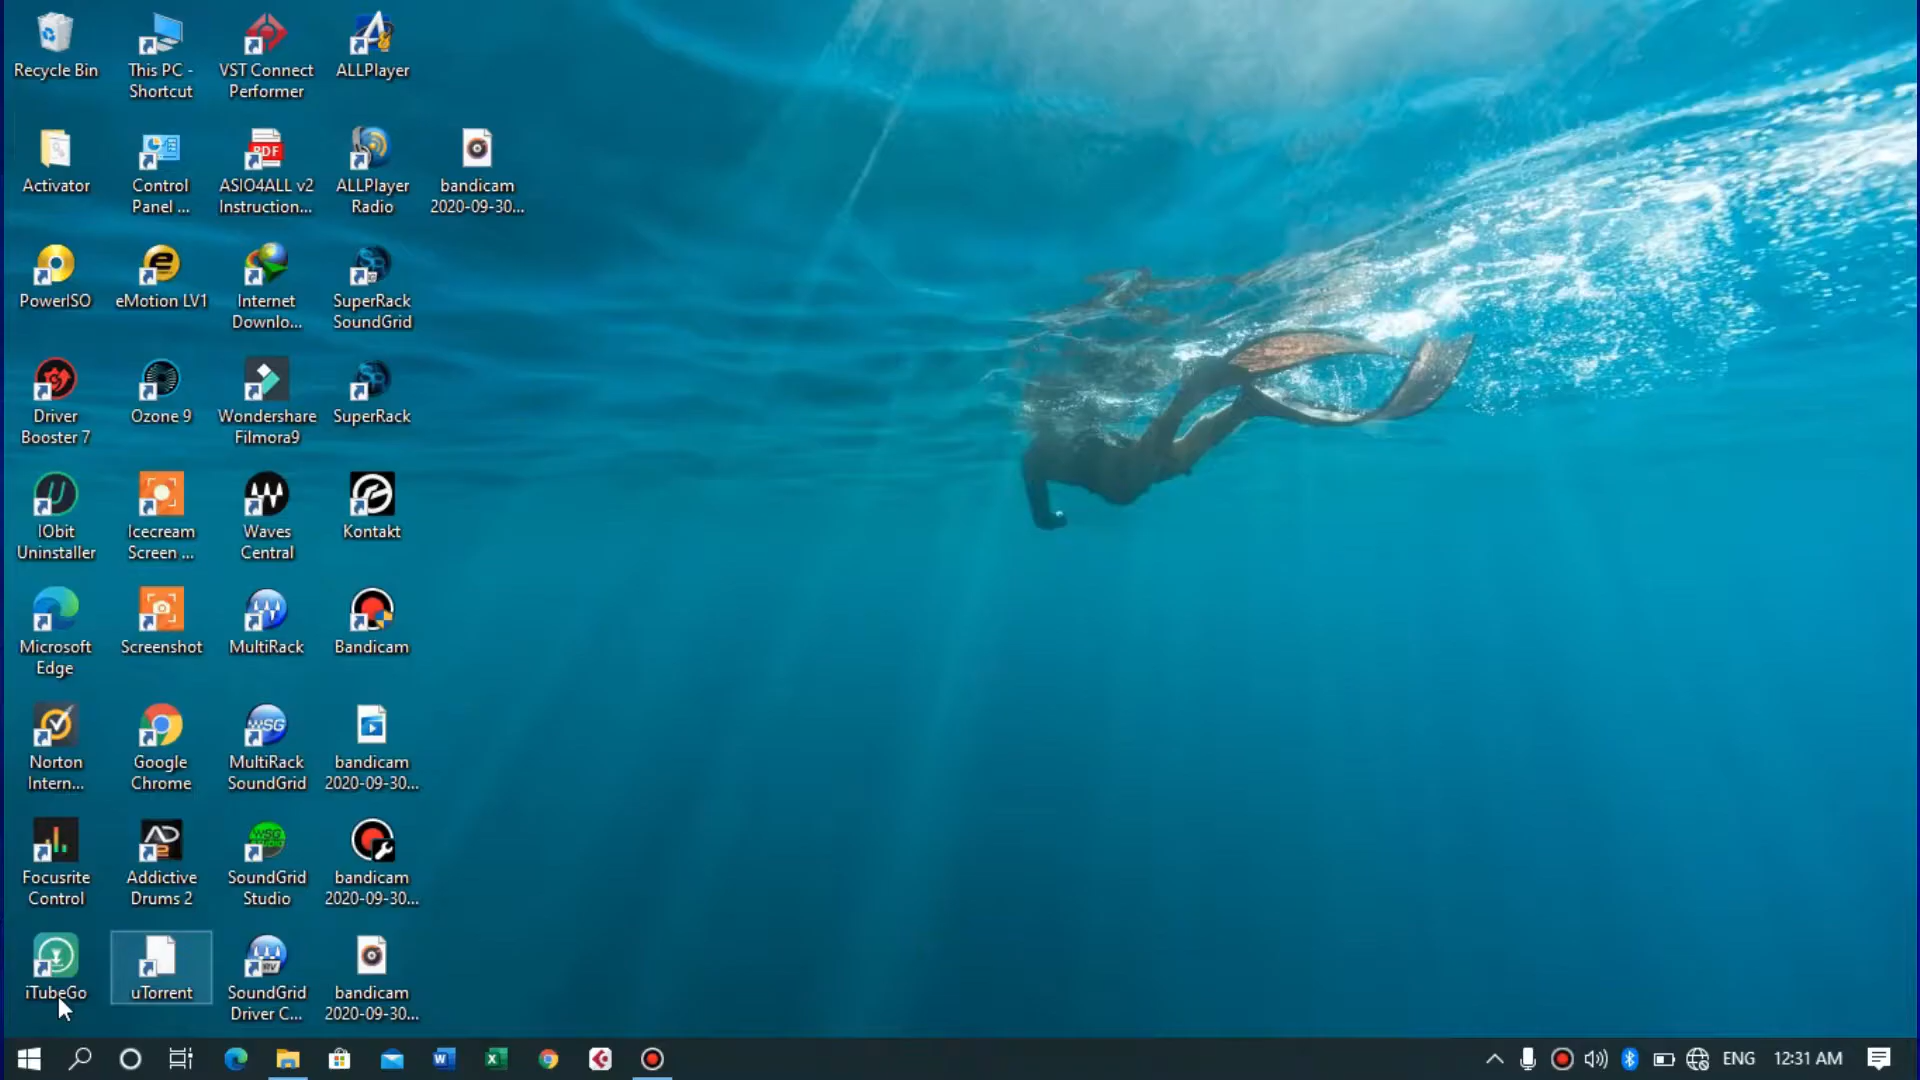 Recycle Bin
This PC -
Shortcut
VST Connect
Performer
ALLPlayer
Activator
Control
Panel ...
PDF
ASIO4ALL v2
Instruction...
ALLPlayer
Radio
bandicam
2020-09-30...
PowerISO
eMotion LV1
Internet
Downlo...
SuperRack
SoundGrid
Driver
Booster 7
Ozone 9
Wondershare
Filmora9
SuperRack
IObit
Uninstaller
Icecream
Screen ...
Waves
Central
Kontakt
Microsoft
Edge
Screenshot
MultiRack
Bandicam
Norton
Intern...
Google
Chrome
WSG
MultiRack
SoundGrid
bandicam
2020-09-30...
Focusrite
Control
Addictive
Drums 2
WSG
STUDIO
SoundGrid
Studio
bandicam
2020-09-30...
iTubeGo
uTorrent
SoundGrid
Driver C...
bandicam
2020-09-30...
ENG
12:31 AM